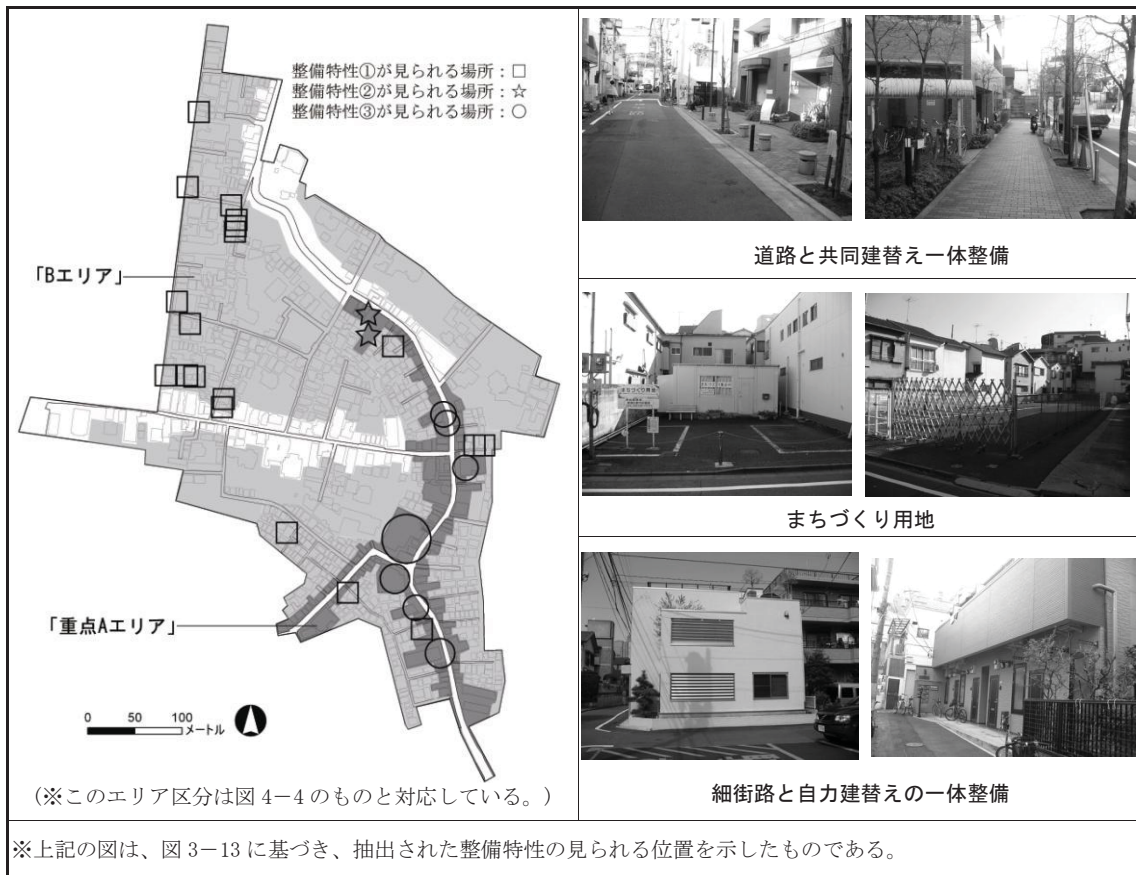 整備特性①が見られる場所：□
整備特性②が見られる場所：☆
整備特性③が見られる場所：○
「Bエリア」
「重点Aエリア」
0 50 100
メートル
（※このエリア区分は図 4－4 のものと対応している。）
道路と共同建替え一体整備
まちづくり用地
細街路と自力建替えの一体整備
※上記の図は、図 3－13 に基づき、抽出された整備特性の見られる位置を示したものである。